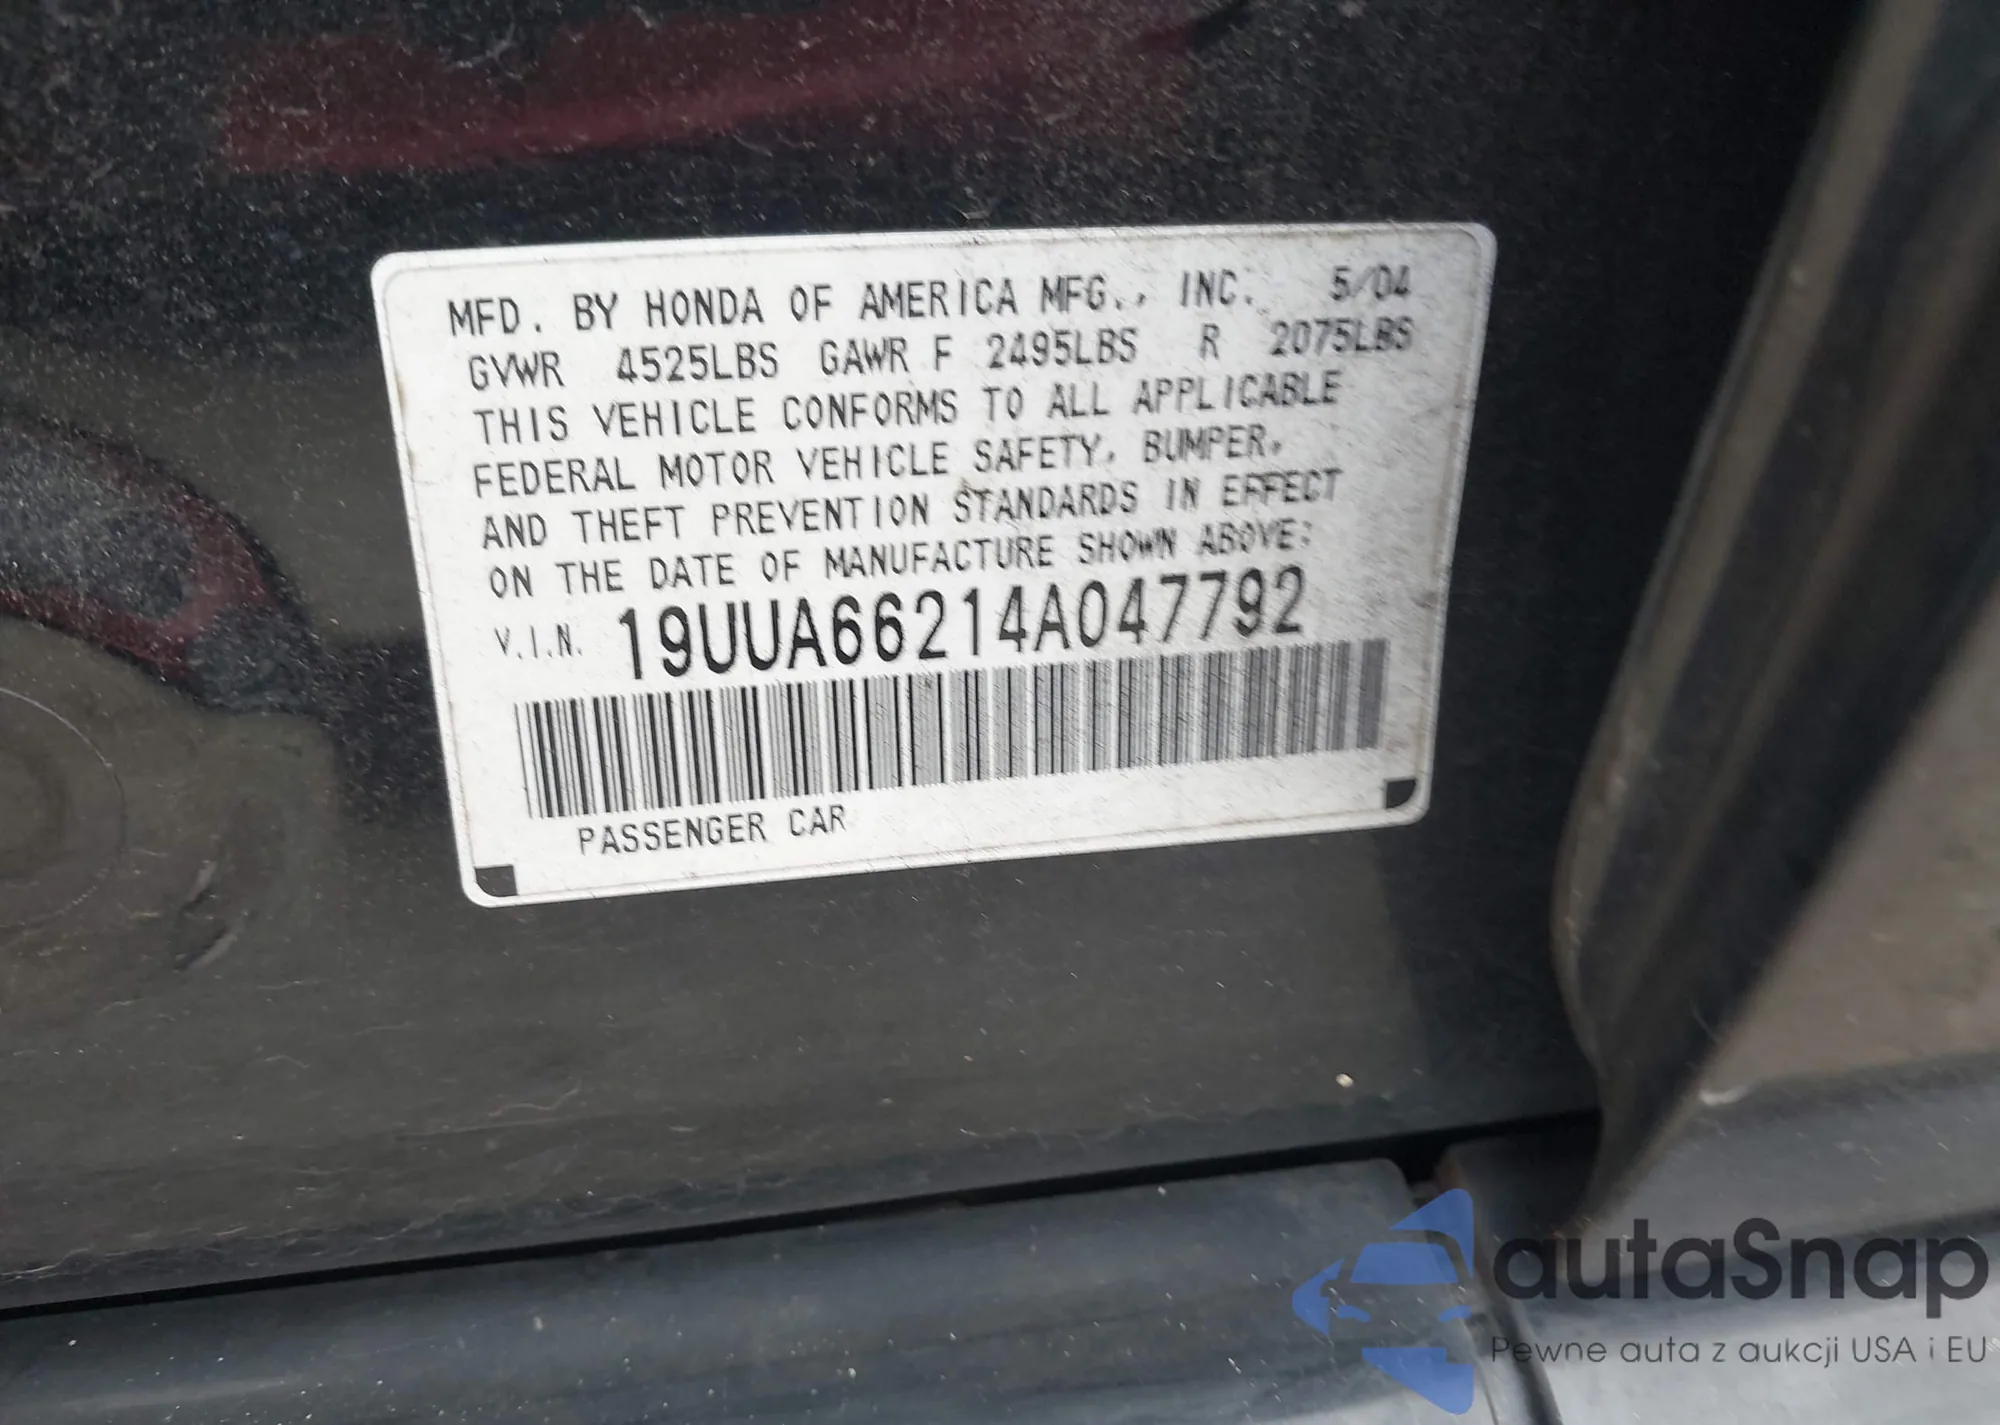 MFD. BY HONDA OF AMERICA MFG., INC. 5/04
GVWR 4525LBS GAWR F 2495LBS R 2075LBS
THIS VEHICLE CONFORMS TO ALL APPLICABLE
FEDERAL MOTOR VEHICLE SAFETY, BUMPER,
AND THEFT PREVENTION STANDARDS IN EFFECT
ON THE DATE OF MANUFACTURE SHOWN ABOVE:
V.I.N. 19UUA66214A047792
PASSENGER CAR
autaSnap
Pewne auta z aukcji USA i EU